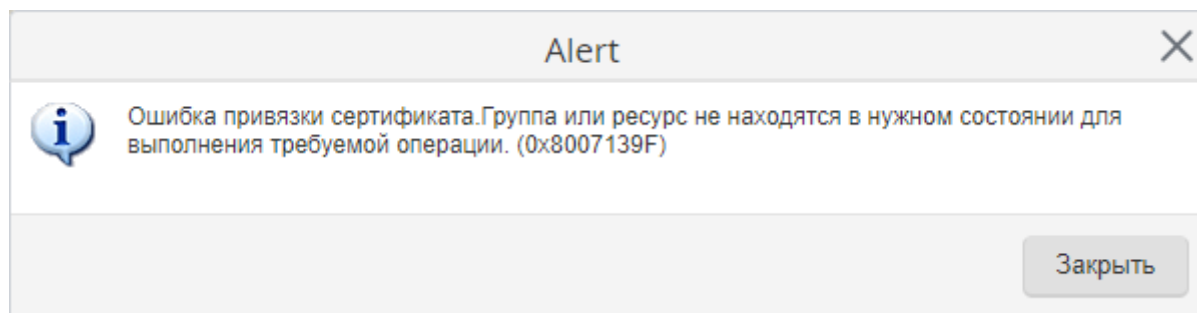 Alert
Ошибка привязки сертификата.Группа или ресурс не находятся в нужном состоянии для
выполнения требуемой операции. (0x8007139F)
Закрыть